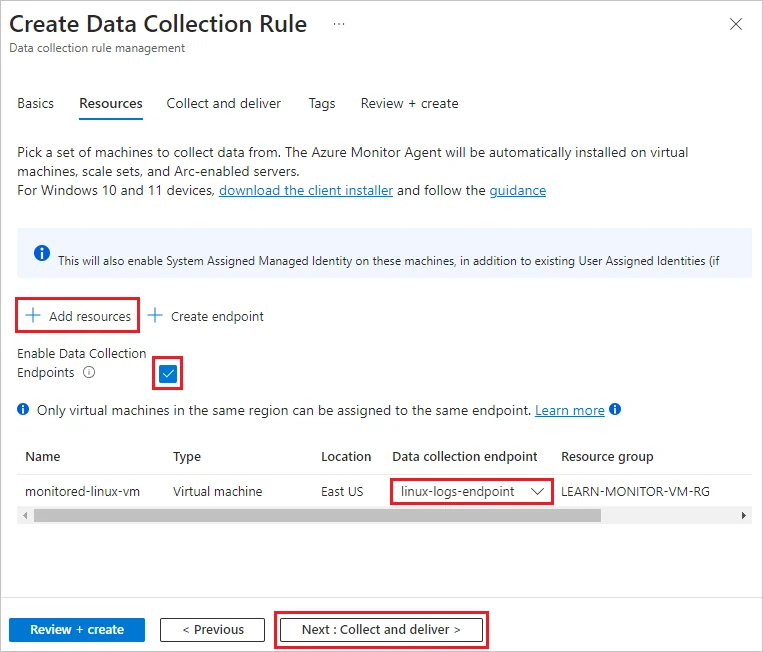 Create Data Collection Rule ...
Data collection rule management
Basics Resources Collect and deliver Tags Review + create
Pick a set of machines to collect data from. The Azure Monitor Agent will be automatically installed on virtual
machines, scale sets, and Arc-enabled servers.
For Windows 10 and 11 devices, download the client installer and follow the guidance
This will also enable System Assigned Managed Identity on these machines, in addition to existing User Assigned Identities (if
+ Add resources + Create endpoint
Enable Data Collection
Endpoints
Only virtual machines in the same region can be assigned to the same endpoint. Learn more
Name Type Location Data collection endpoint Resource group
monitored-linux-vm Virtual machine East US linux-logs-endpoint LEARN-MONITOR-VM-RG
Review + create < Previous Next : Collect and deliver >